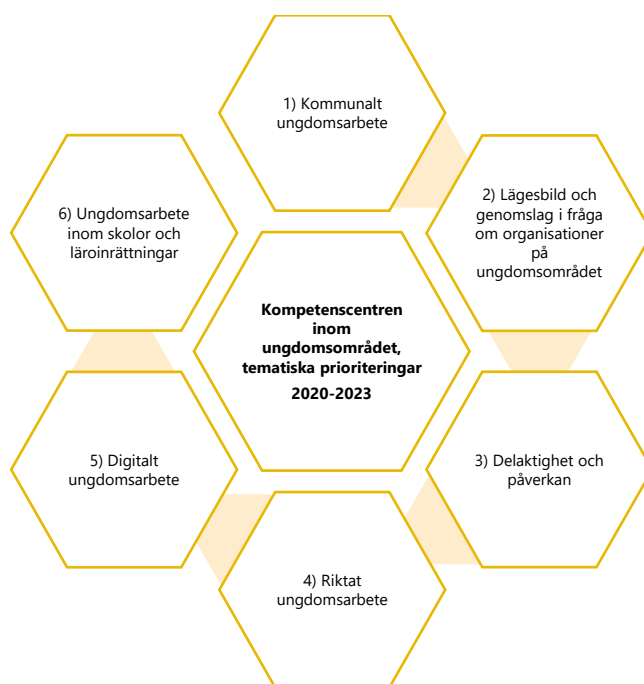 1) Kommunalt
ungdomsarbete
2) Lägesbild och
genomslag i fråga
om organisationer
på
ungdomsområdet
6) Ungdomsarbete
inom skolor och
läroinrättningar
Kompetenscentren
inom
ungdomsområdet,
tematiska prioriteringar
2020-2023
3) Delaktighet och
påverkan
5) Digitalt
ungdomsarbete
4) Riktat
ungdomsarbete